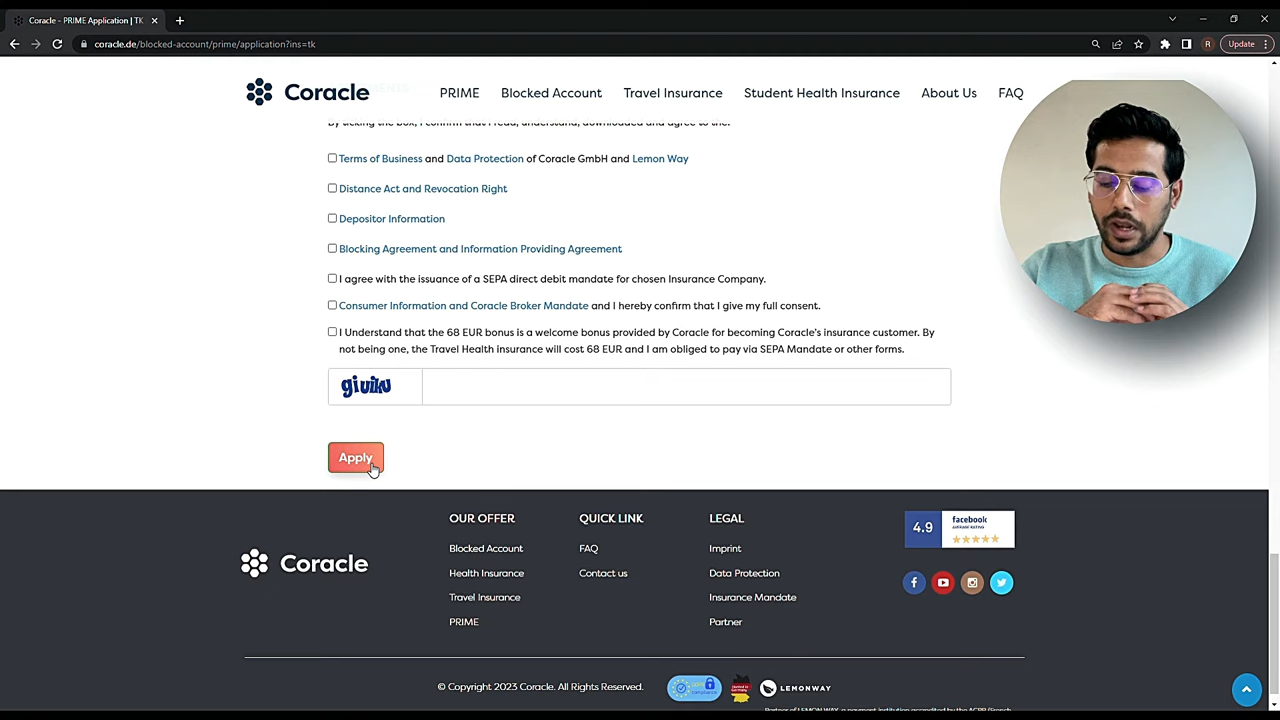 Coracle - PRIME Application | TK
coracle.de/blocked-account/prime/application?ins=tk
R
Update
Coracle
PRIME
Blocked Account
Travel Insurance
Student Health Insurance
About Us
FAQ
By ticking the box, I confirm that I read, understand, downloaded and agree to the:
Terms of Business and Data Protection of Coracle GmbH and Lemon Way
Distance Act and Revocation Right
Depositor Information
Blocking Agreement and Information Providing Agreement
I agree with the issuance of a SEPA direct debit mandate for chosen Insurance Company.
Consumer Information and Coracle Broker Mandate and I hereby confirm that I give my full consent.
I Understand that the 68 EUR bonus is a welcome bonus provided by Coracle for becoming Coracle's insurance customer. By
not being one, the Travel Health insurance will cost 68 EUR and I am obliged to pay via SEPA Mandate or other forms.
Apply
Coracle
OUR OFFER
Blocked Account
Health Insurance
Travel Insurance
PRIME
QUICK LINK
FAQ
Contact us
LEGAL
Imprint
Data Protection
Insurance Mandate
Partner
4.9
facebook
© Copyright 2023 Coracle. All Rights Reserved.
LEMONWAY